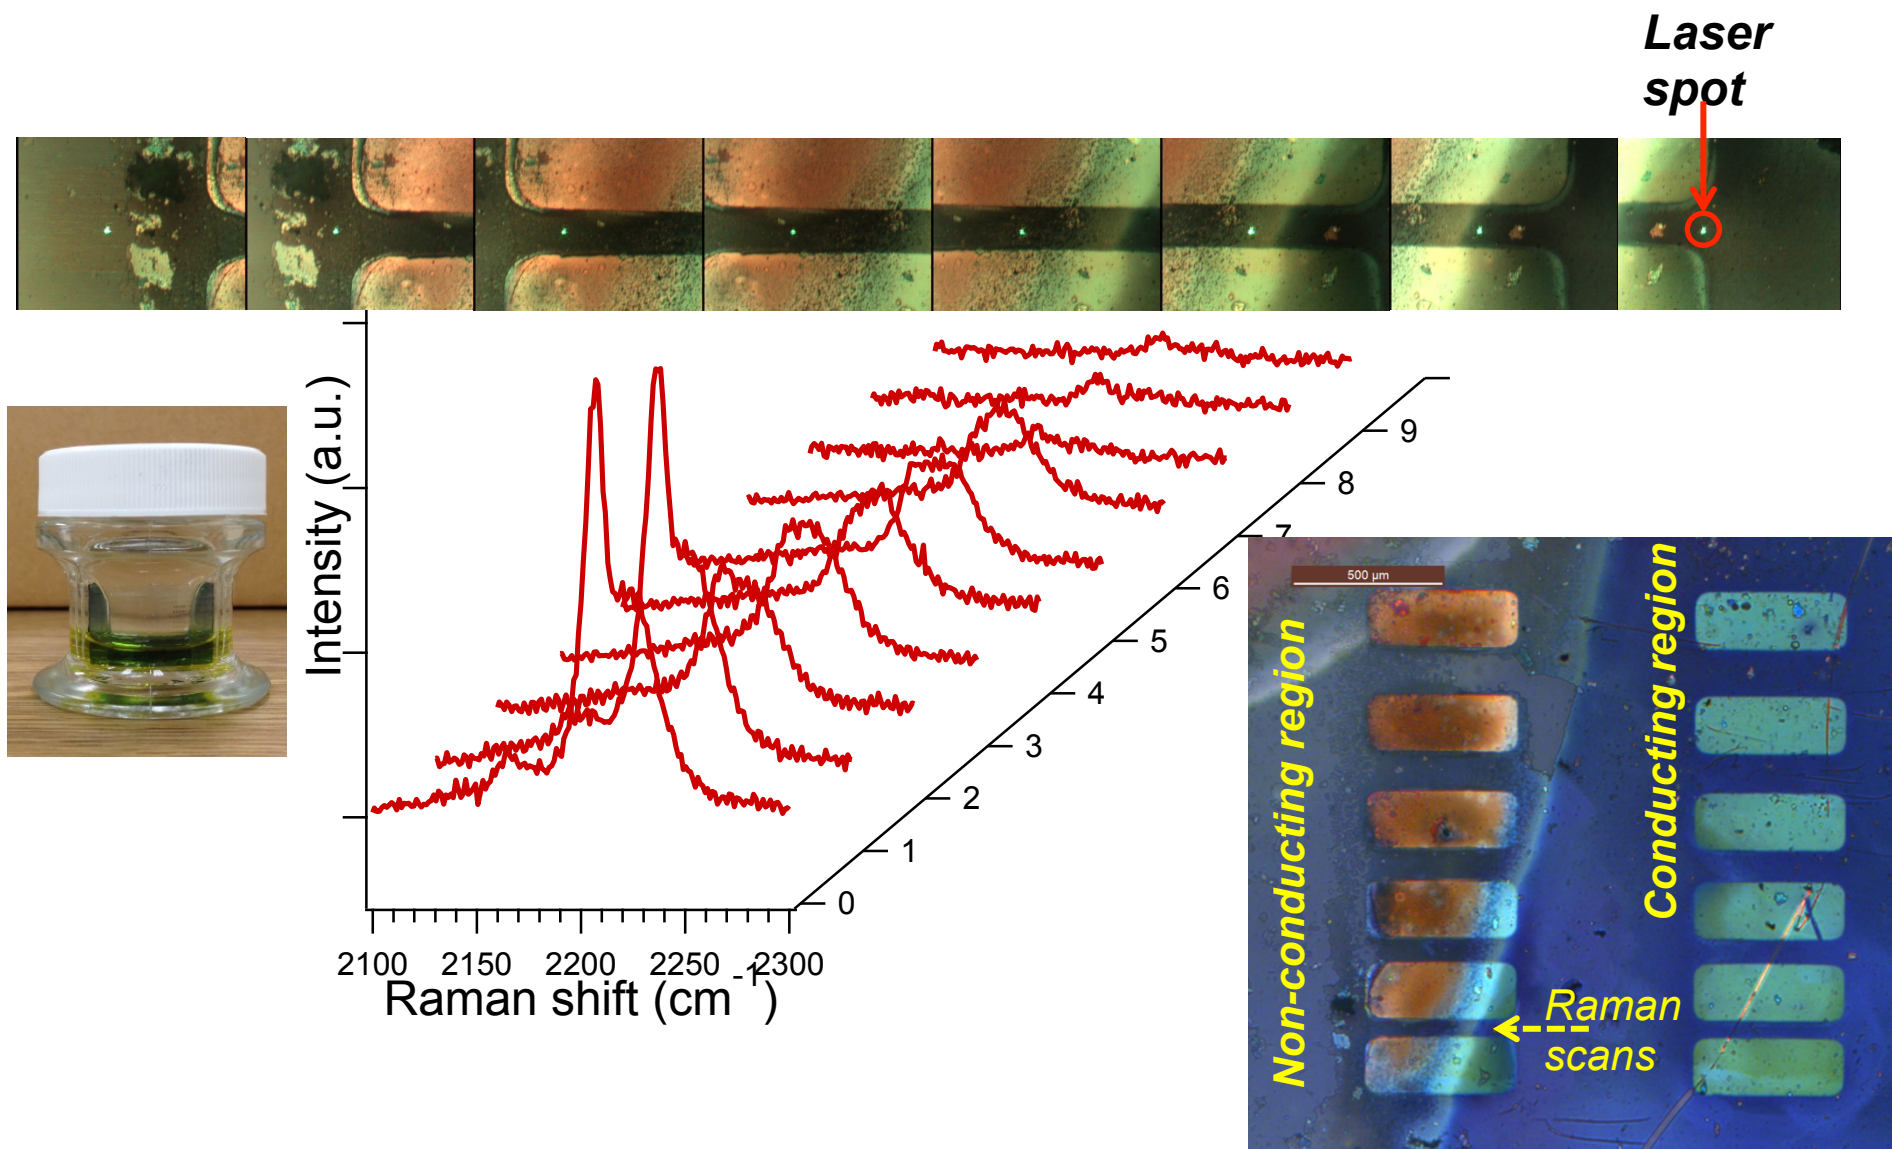 Laser
spot
Intensity (a.u.)
9
8
7
6
5
4
3
2
1
0
2100 2150 2200 2250 2300
Raman shift (cm-1)
500 µm
Non-conducting region
Conducting region
Raman
scans